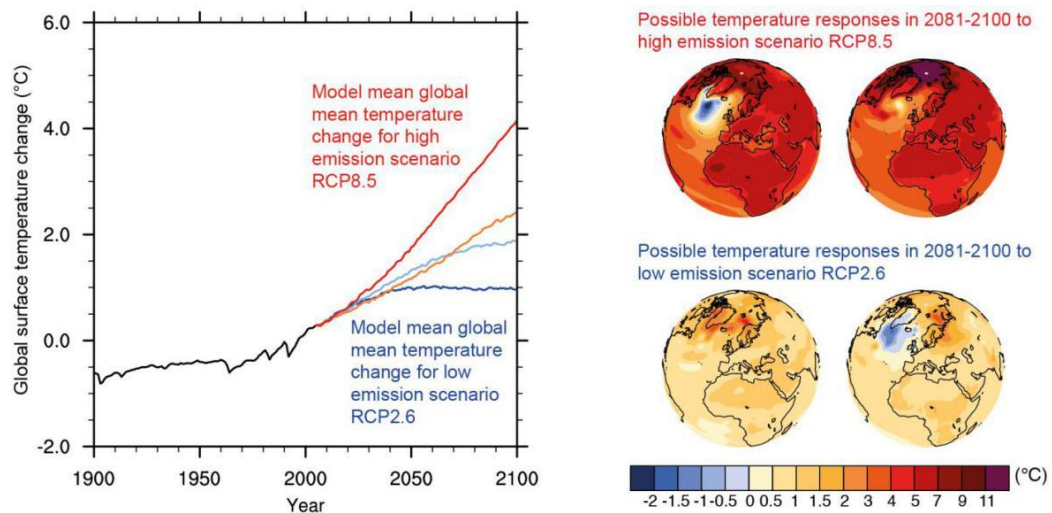 6.0
4.0
2.0
0.0
-2.0
Global surface temperature change (°C)
1900
1950
2000
2050
2100
Year
Model mean global
mean temperature
change for high
emission scenario
RCP8.5
Model mean global
mean temperature
change for low
emission scenario
RCP2.6
Possible temperature responses in 2081-2100 to
high emission scenario RCP8.5
Possible temperature responses in 2081-2100 to
low emission scenario RCP2.6
(°C)
-2 -1.5 -1 -0.5 0 0.5 1 1.5 2 3 4 5 7 9 11